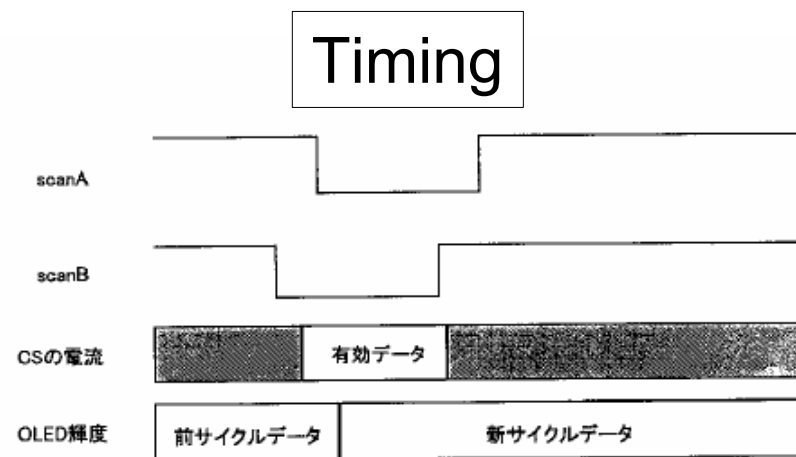 Timing
scanA
scanB
CSの電流
有効データ
OLED輝度
前サイクルデータ
新サイクルデータ